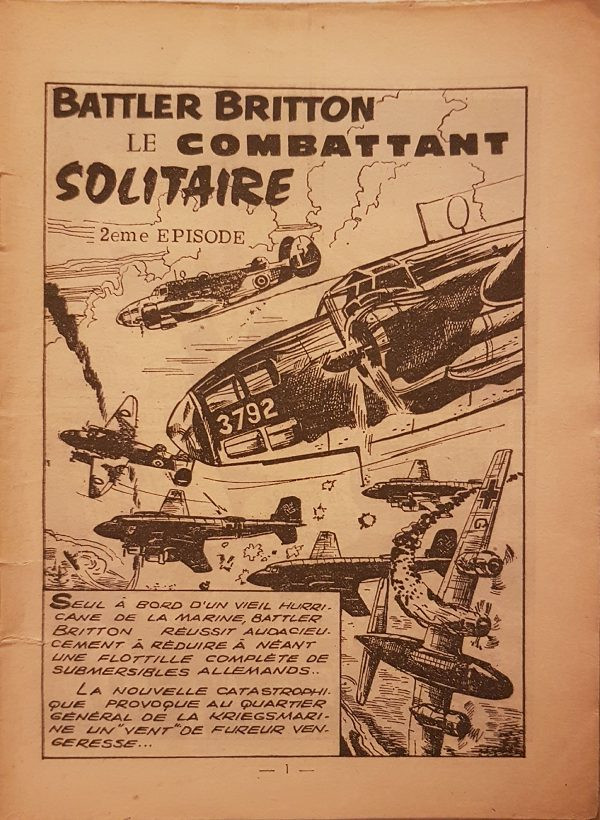 BATTLER BRITTON
LE COMBATTANT
SOLITAIRE
2eme EPISODE
3792
G
SEUL À BORD D'UN VIEIL HURRI-
CANE DE LA MARINE, BATTLER
BRITTON RÉUSSIT AUDACIEU-
CEMENT À RÉDUIRE À NÉANT
UNE FLOTTILLE COMPLÈTE DE
SUBMERSIBLES ALLEMANDS..
LA NOUVELLE CATASTROPHI-
QUE PROVOQUE AU QUARTIER
GÉNÉRAL DE LA KRIEGSMARI-
NE UN "VENT" DE FUREUR VEN-
GERESSE...
— 1 —